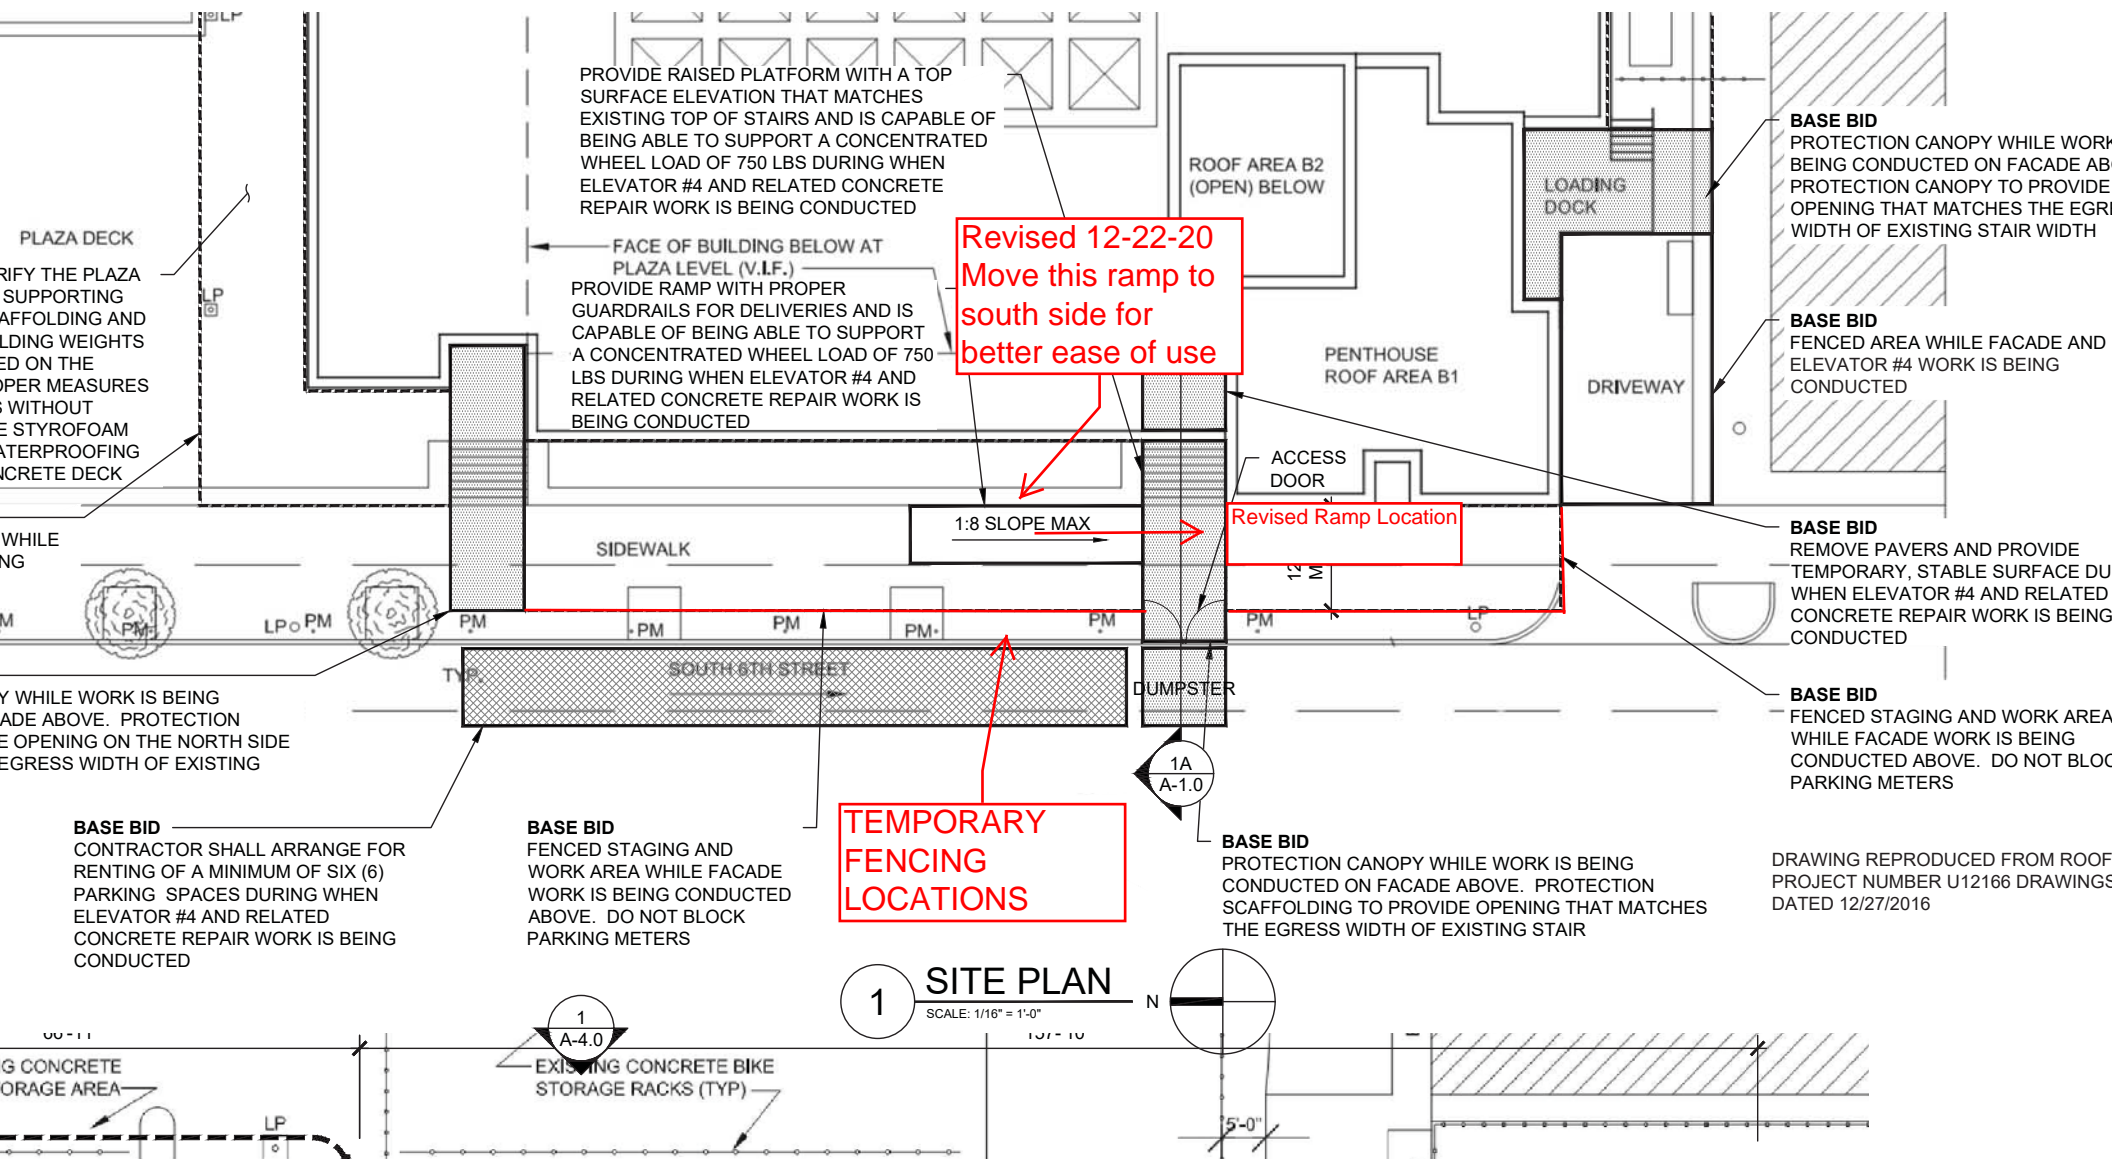 LP
PROVIDE RAISED PLATFORM WITH A TOP
SURFACE ELEVATION THAT MATCHES
EXISTING TOP OF STAIRS AND IS CAPABLE OF
BEING ABLE TO SUPPORT A CONCENTRATED
WHEEL LOAD OF 750 LBS DURING WHEN
ELEVATOR #4 AND RELATED CONCRETE
REPAIR WORK IS BEING CONDUCTED
ROOF AREA B2
(OPEN) BELOW
LOADING
DOCK
BASE BID
PROTECTION CANOPY WHILE WORK
BEING CONDUCTED ON FACADE
PROTECTION CANOPY TO PROVIDE
OPENING THAT MATCHES THE
WIDTH OF EXISTING STAIR WIDTH
PLAZA DECK
FACE OF BUILDING BELOW AT
PLAZA LEVEL (V.I.F.)
Revised 12-22-20
Move this ramp to
south side for
better ease of use
THE PLAZA
SUPPORTING
AND
WEIGHTS
ON THE
MEASURES
WITHOUT
STYROFOAM
DECK
LP
PROVIDE RAMP WITH PROPER
GUARDRAILS FOR DELIVERIES AND IS
CAPABLE OF BEING ABLE TO SUPPORT
A CONCENTRATED WHEEL LOAD OF 750
LBS DURING WHEN ELEVATOR #4 AND
RELATED CONCRETE REPAIR WORK IS
BEING CONDUCTED
PENTHOUSE
ROOF AREA B1
DRIVEWAY
BASE BID
FENCED AREA WHILE FACADE AND
ELEVATOR #4 WORK IS BEING
CONDUCTED
ACCESS
DOOR
1:8 SLOPE MAX
Revised Ramp Location
WHILE
SIDEWALK
12
M
BASE BID
REMOVE PAVERS AND PROVIDE
TEMPORARY, STABLE SURFACE
WHEN ELEVATOR #4 AND RELATED
CONCRETE REPAIR WORK IS BEING
CONDUCTED
PM
LP PM
PM
PM
PM
PM
PM
PM
LP
TYP.
SOUTH 6TH STREET
DUMPSTER
WHILE WORK IS BEING
ABOVE. PROTECTION
OPENING ON THE NORTH SIDE
EGRESS WIDTH OF EXISTING
BASE BID
FENCED STAGING AND WORK AREA
WHILE FACADE WORK IS BEING
CONDUCTED ABOVE. DO NOT
PARKING METERS
1A
A-1.0
BASE BID
CONTRACTOR SHALL ARRANGE FOR
RENTING OF A MINIMUM OF SIX (6)
PARKING SPACES DURING WHEN
ELEVATOR #4 AND RELATED
CONCRETE REPAIR WORK IS BEING
CONDUCTED
BASE BID
FENCED STAGING AND
WORK AREA WHILE FACADE
WORK IS BEING CONDUCTED
ABOVE. DO NOT BLOCK
PARKING METERS
TEMPORARY
FENCING
LOCATIONS
BASE BID
PROTECTION CANOPY WHILE WORK IS BEING
CONDUCTED ON FACADE ABOVE. PROTECTION
SCAFFOLDING TO PROVIDE OPENING THAT MATCHES
THE EGRESS WIDTH OF EXISTING STAIR
DRAWING REPRODUCED FROM ROOF
PROJECT NUMBER U12166 DRAWINGS
DATED 12/27/2016
1
SITE PLAN
SCALE: 1/16" = 1'-0"
N
1
A-4.0
CONCRETE
AREA
EXISTING CONCRETE BIKE
STORAGE RACKS (TYP)
LP
5'-0"